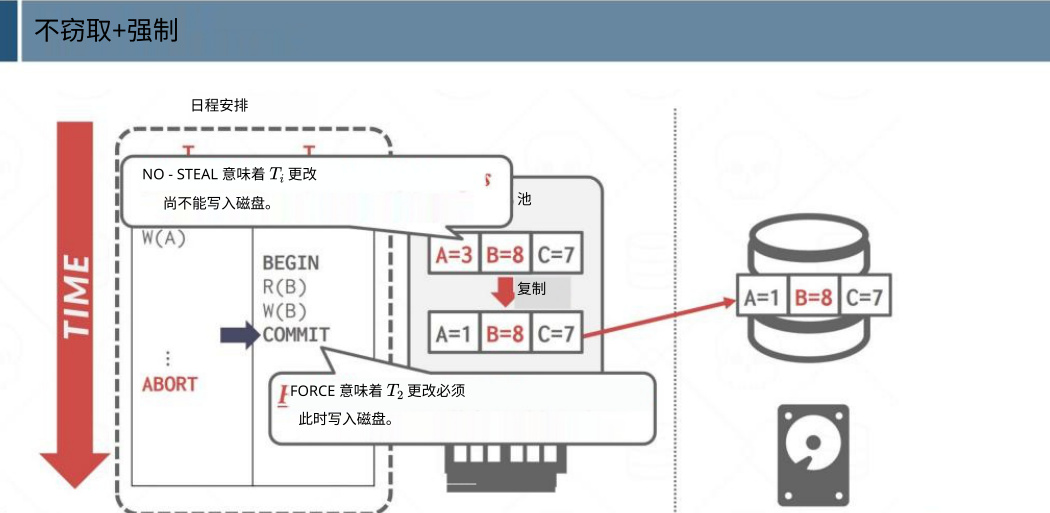 不窃取+强制
日程安排
T T
NO - STEAL 意味着 Ti 更改
尚不能写入磁盘。
S
池
W(A)
A=3 B=8 C=7
TIME
BEGIN
R(B)
W(B)
COMMIT
复制
A=1 B=8 C=7
A=1 B=8 C=7
⋮
ABORT
FORCE 意味着 T2 更改必须
此时写入磁盘。